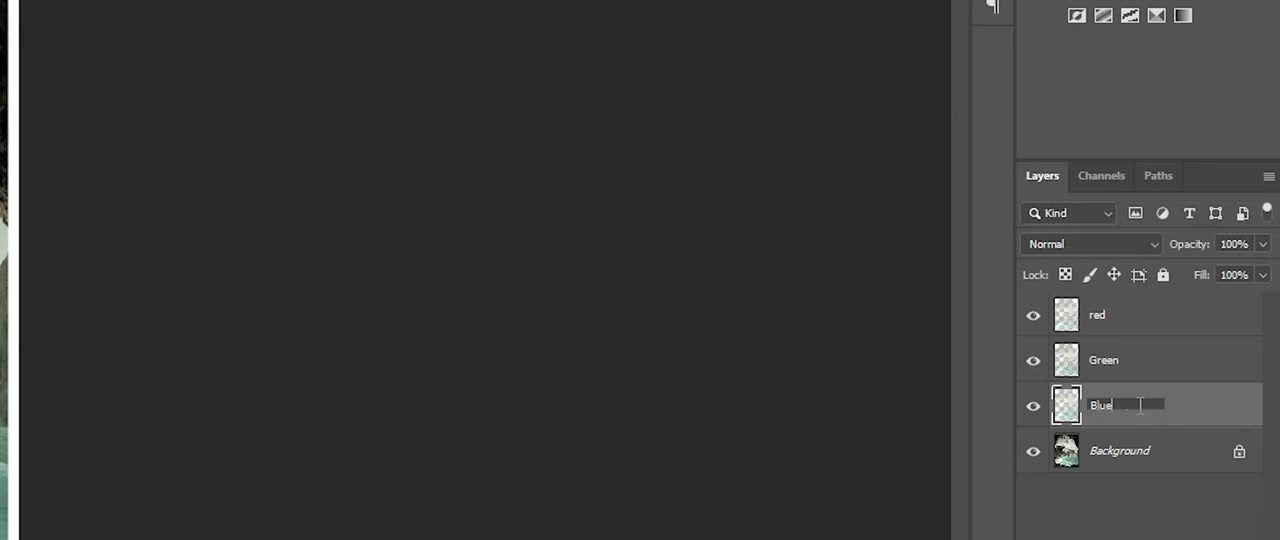 Layers Channels Paths
Kind
Normal Opacity: 100%
Lock: Fill: 100%
red
Green
Blue
Background